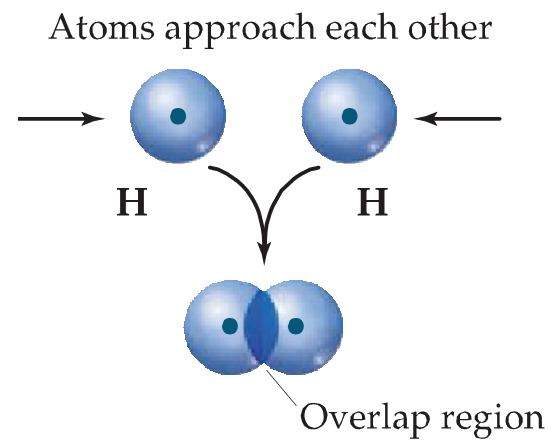 Atoms approach each other
H
H
Overlap region